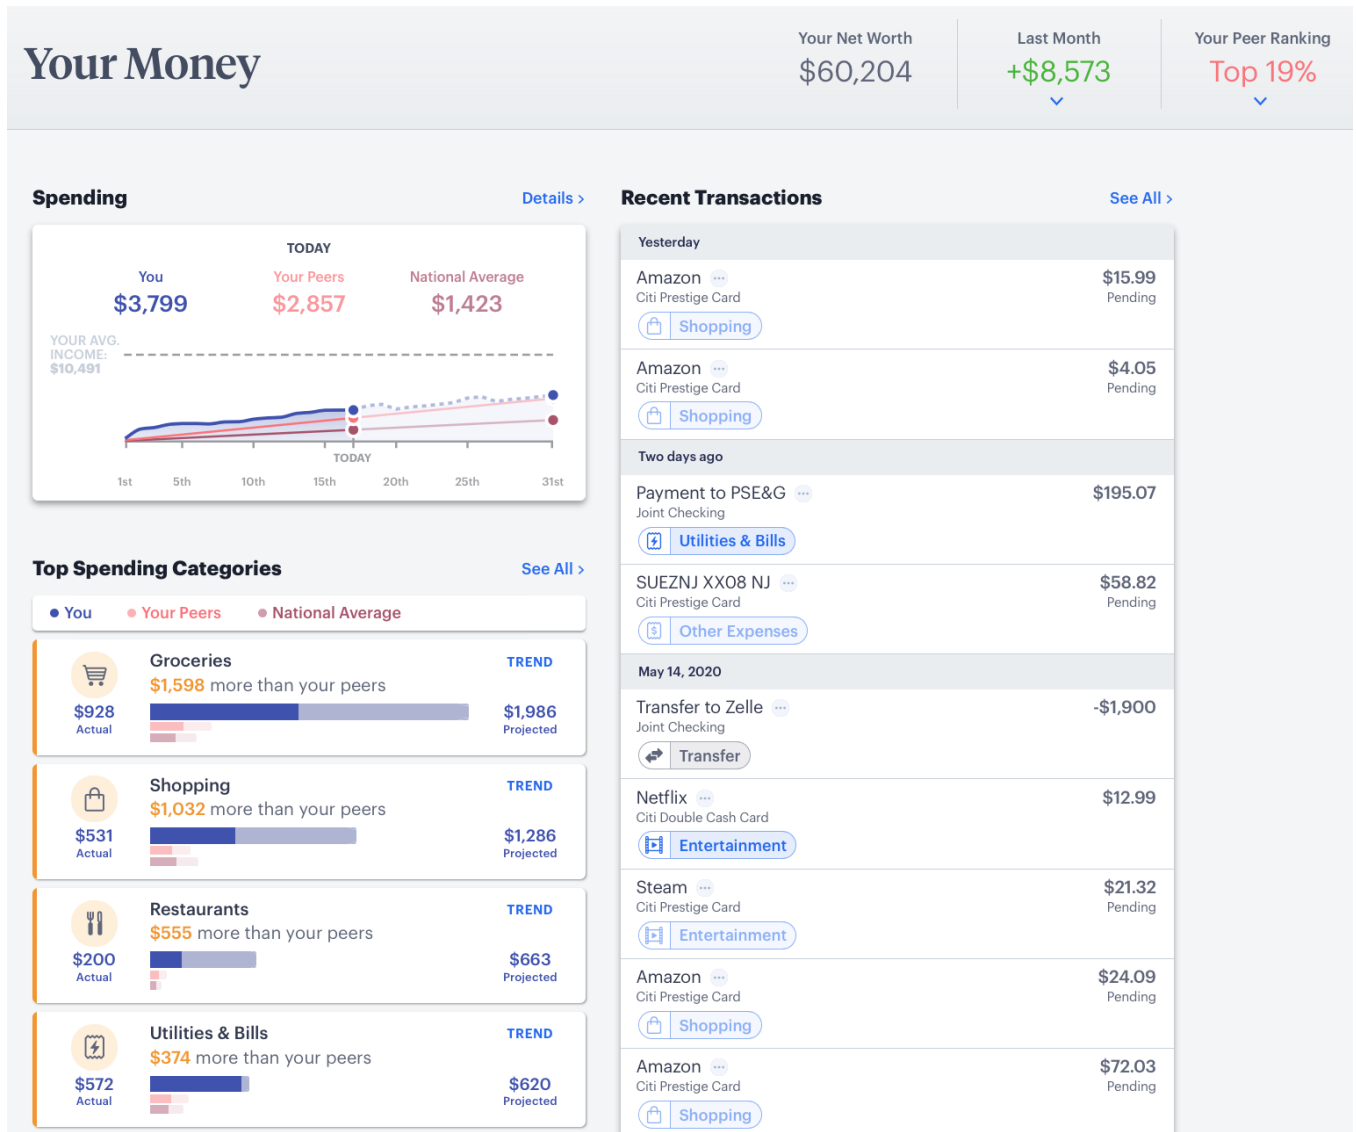 Your Money
Your Net Worth
$60,204
Last Month
+$8,573
Your Peer Ranking
Top 19%
Spending
Details >
TODAY
You
$3,799
Your Peers
$2,857
National Average
$1,423
YOUR AVG.
INCOME:
$10,491
TODAY
1st 5th 10th 15th 20th 25th 31st
Top Spending Categories
See All >
You Your Peers National Average
Groceries
TREND
$1,598 more than your peers
$928
Actual
$1,986
Projected
Shopping
TREND
$1,032 more than your peers
$531
Actual
$1,286
Projected
Restaurants
TREND
$555 more than your peers
$200
Actual
$663
Projected
Utilities & Bills
TREND
$374 more than your peers
$572
Actual
$620
Projected
Recent Transactions
See All >
Yesterday
Amazon ...
$15.99
Citi Prestige Card
Pending
Shopping
Amazon ...
$4.05
Citi Prestige Card
Pending
Shopping
Two days ago
Payment to PSE&G ...
$195.07
Joint Checking
Utilities & Bills
SUEZNJ XX08 NJ ...
$58.82
Citi Prestige Card
Pending
$ Other Expenses
May 14, 2020
Transfer to Zelle ...
-$1,900
Joint Checking
Transfer
Netflix ...
$12.99
Citi Double Cash Card
Entertainment
Steam ...
$21.32
Citi Prestige Card
Pending
Entertainment
Amazon ...
$24.09
Citi Prestige Card
Pending
Shopping
Amazon ...
$72.03
Citi Prestige Card
Pending
Shopping